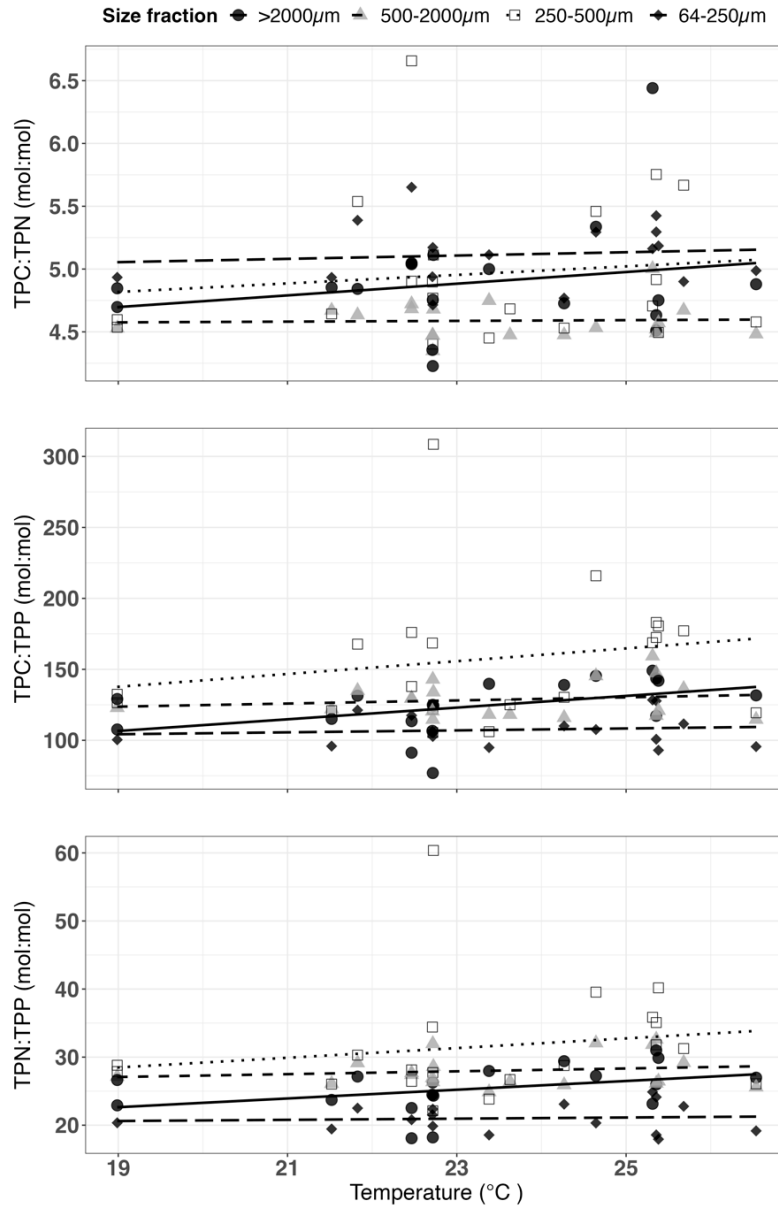 Size fraction >2000µm 500-2000µm 250-500µm 64-250µm
TPC:TPN (mol:mol)
6.5
6.0
5.5
5.0
4.5
TPC:TPP (mol:mol)
300
250
200
150
100
TPN:TPP (mol:mol)
60
50
40
30
20
19 21 23 25
Temperature (°C )